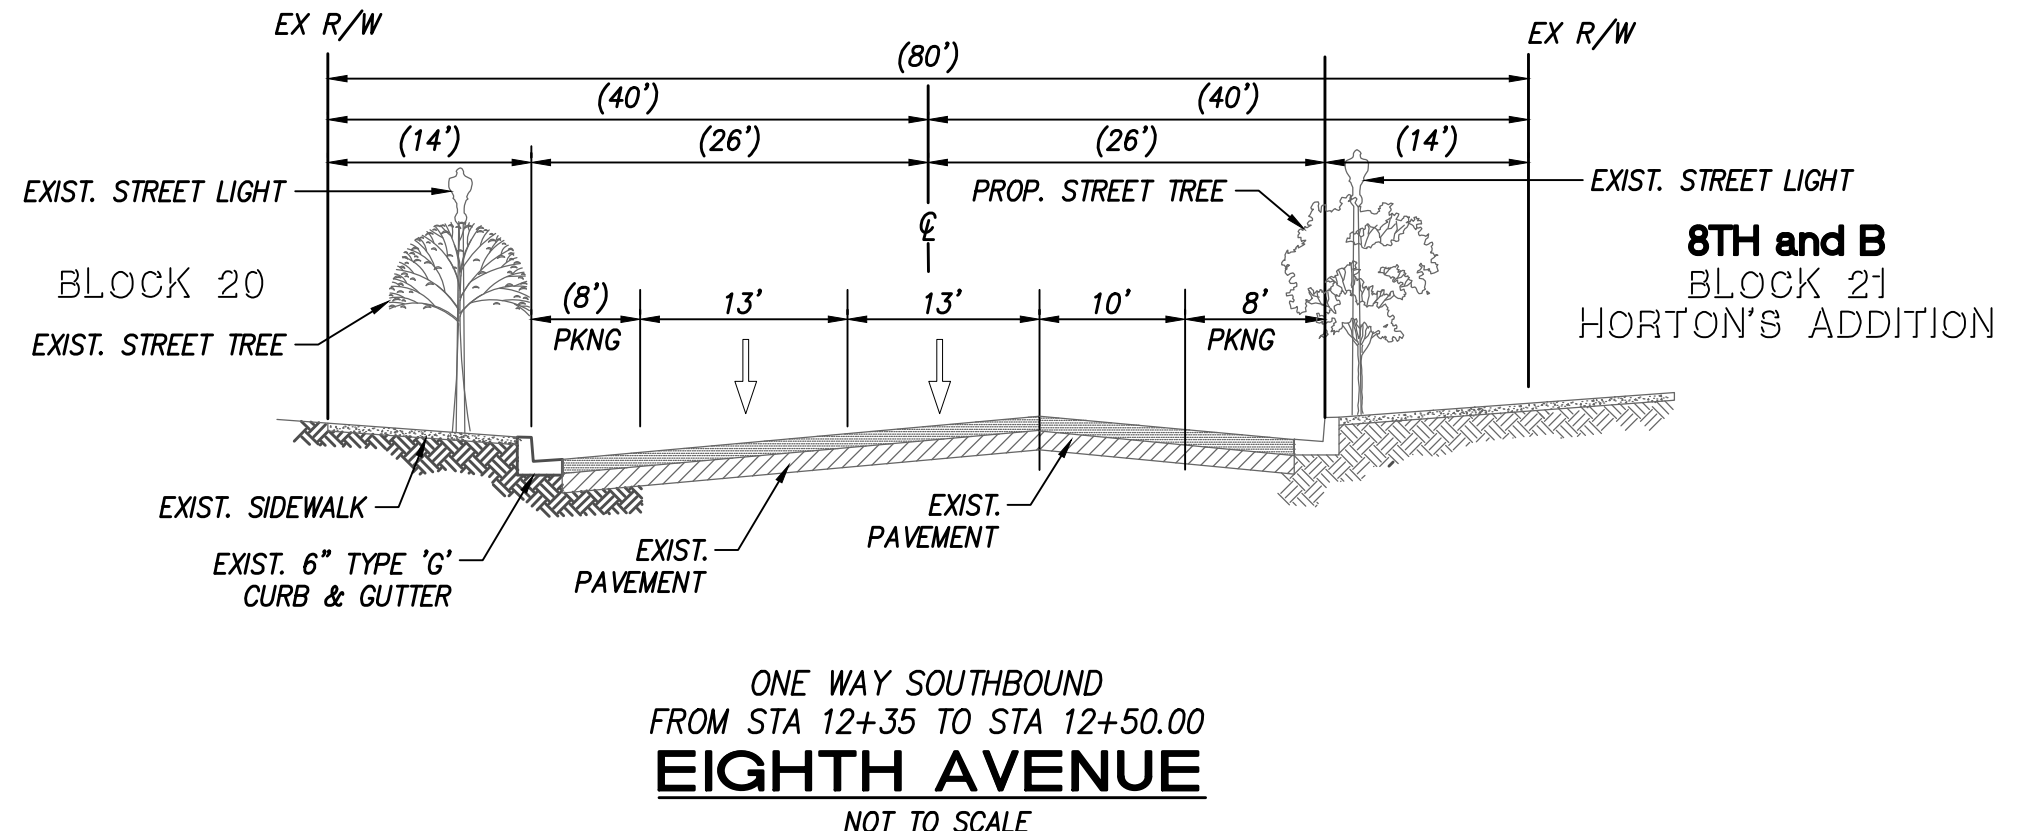 EX R/W
EX R/W
(80')
(40')
(40')
(14')
(26')
(26')
(14')
EXIST. STREET LIGHT
PROP. STREET TREE
EXIST. STREET LIGHT
℄
8TH and B
BLOCK 20
BLOCK 21
HORTON'S ADDITION
(8')
13'
13'
10'
8'
PKNG
PKNG
EXIST. STREET TREE
EXIST. SIDEWALK
EXIST.
PAVEMENT
EXIST.
PAVEMENT
EXIST. 6" TYPE 'G'
CURB & GUTTER
ONE WAY SOUTHBOUND
FROM STA 12+35 TO STA 12+50.00
EIGHTH AVENUE
NOT TO SCALE